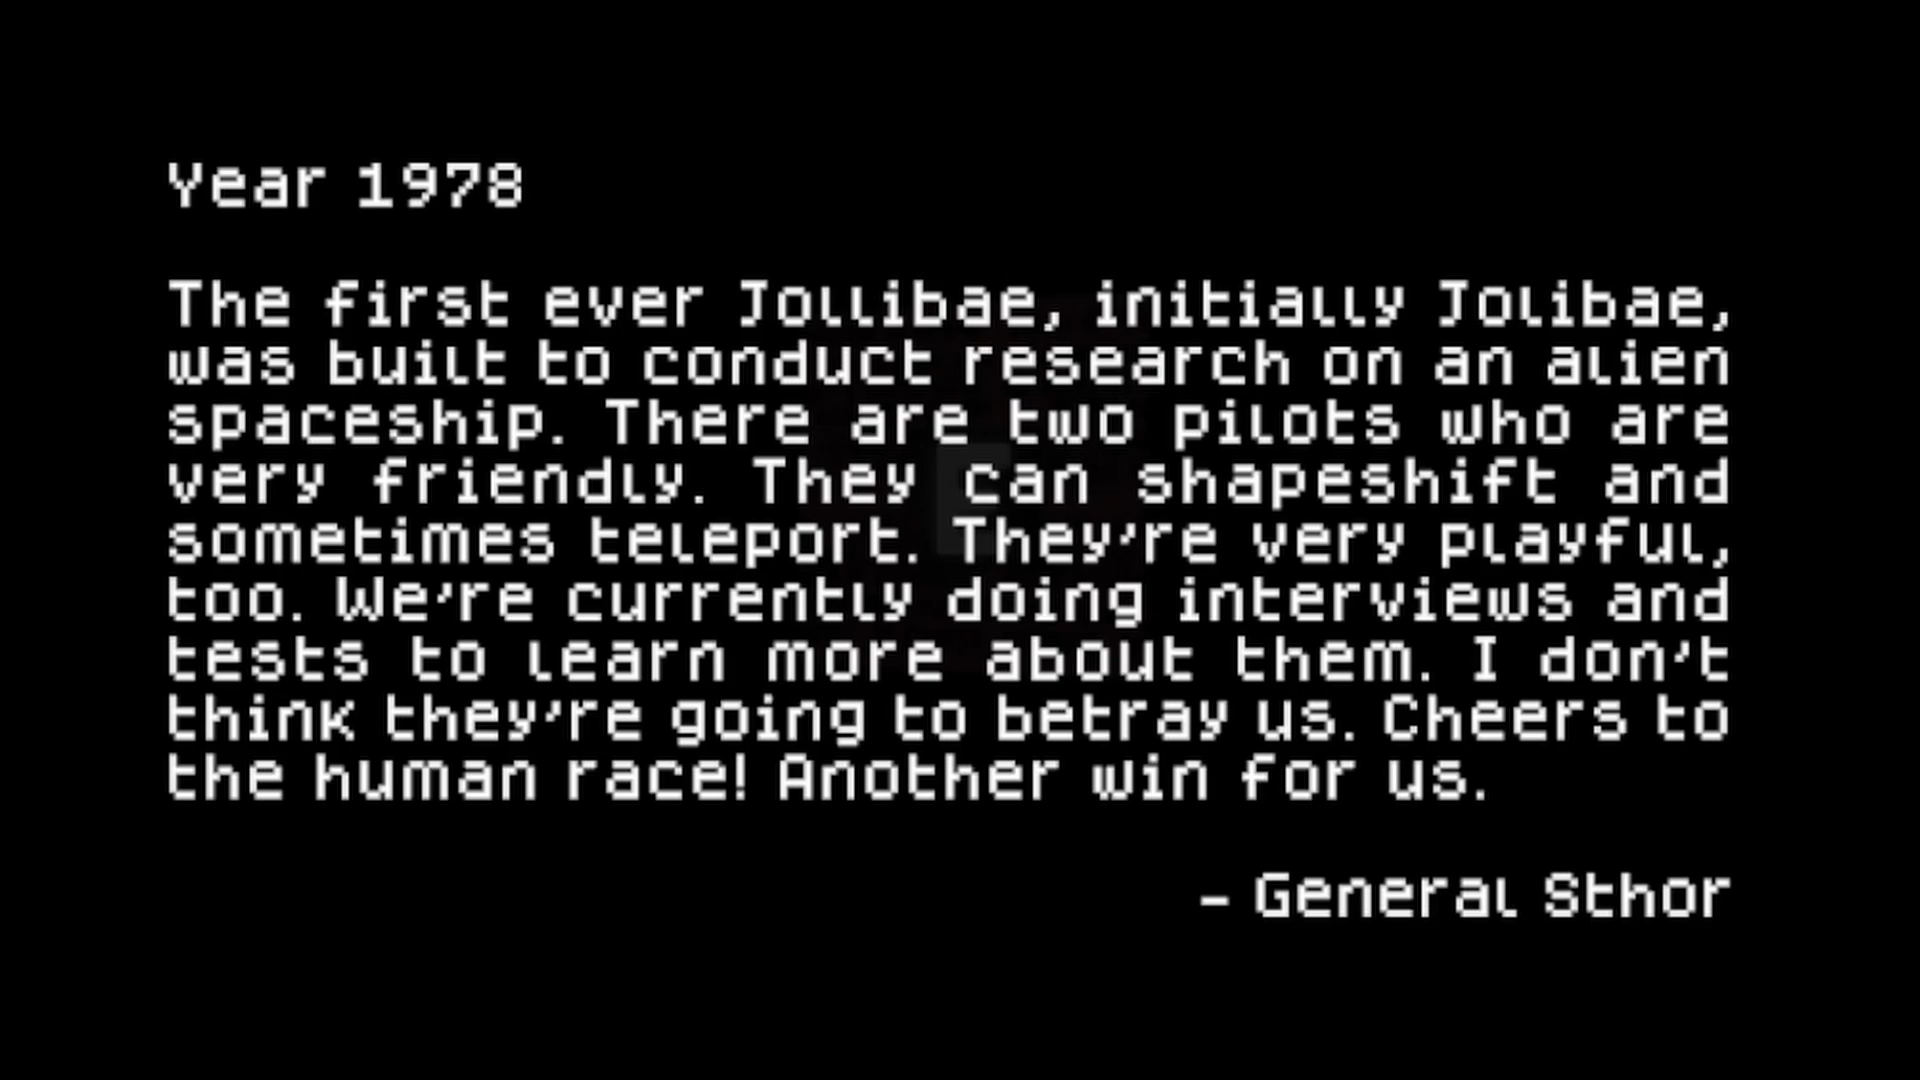 Year 1978
The first ever Jollibae, initially Jolibae,
was built to conduct research on an alien
spaceship. There are two pilots who are
very friendly. They can shapeshift and
sometimes teleport. They're very playful,
too. We're currently doing interviews and
tests to learn more about them. I don't
think they're going to betray us. Cheers to
the human race! Another win for us.
- General Sthor